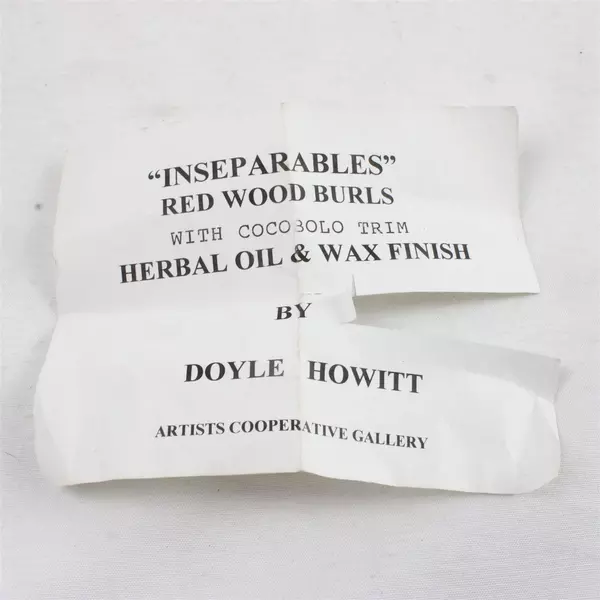 “INSEPARABLES”
RED WOOD BURLS
WITH COCOBOLO TRIM
HERBAL OIL & WAX FINISH
BY
DOYLE HOWITT
ARTISTS COOPERATIVE GALLERY